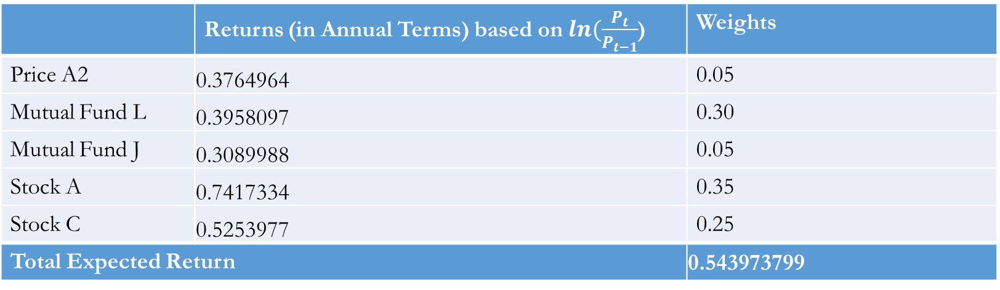 Returns (in Annual Terms) based on ln(P_t/P_{t−1}) Weights
Price A2 0.3764964 0.05
Mutual Fund L 0.3958097 0.30
Mutual Fund J 0.3089988 0.05
Stock A 0.7417334 0.35
Stock C 0.5253977 0.25
Total Expected Return 0.543973799